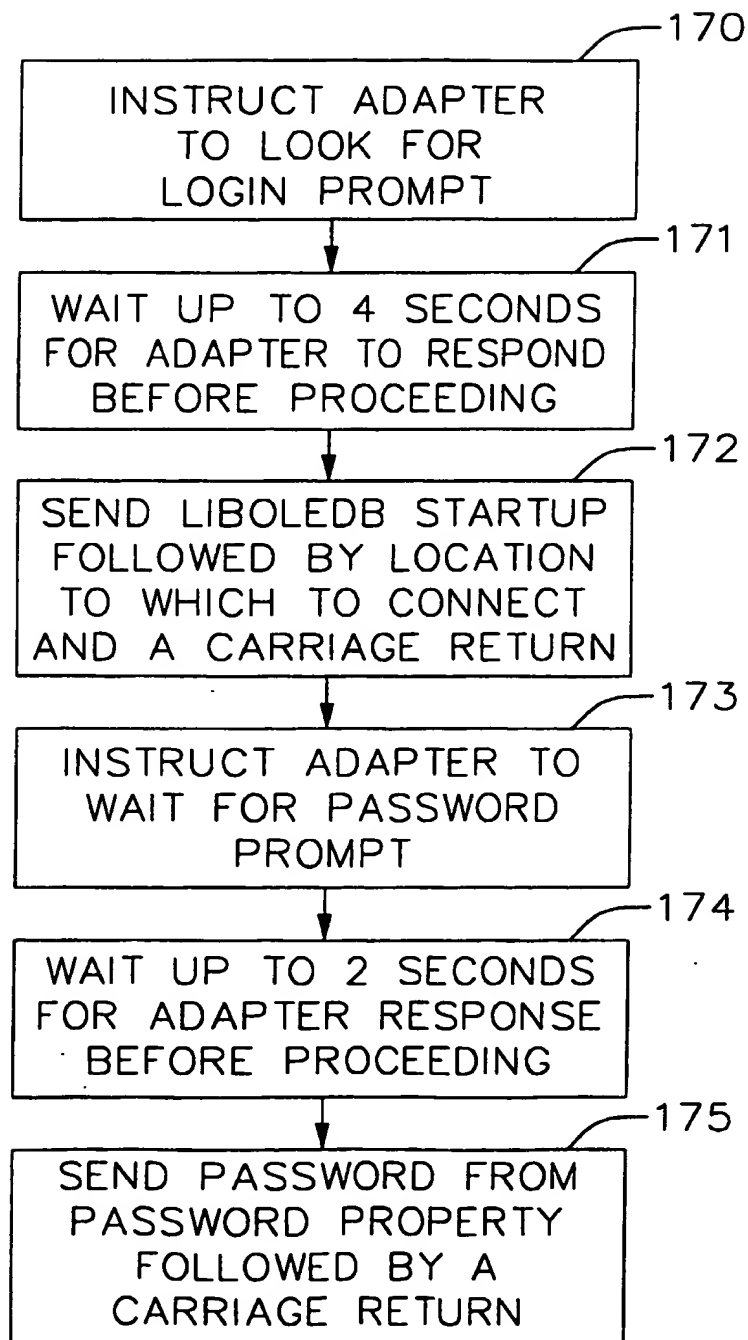 170
INSTRUCT ADAPTER
TO LOOK FOR
LOGIN PROMPT
171
WAIT UP TO 4 SECONDS
FOR ADAPTER TO RESPOND
BEFORE PROCEEDING
172
SEND LIBOLEDB STARTUP
FOLLOWED BY LOCATION
TO WHICH TO CONNECT
AND A CARRIAGE RETURN
173
INSTRUCT ADAPTER TO
WAIT FOR PASSWORD
PROMPT
174
WAIT UP TO 2 SECONDS
FOR ADAPTER RESPONSE
BEFORE PROCEEDING
175
SEND PASSWORD FROM
PASSWORD PROPERTY
FOLLOWED BY A
CARRIAGE RETURN